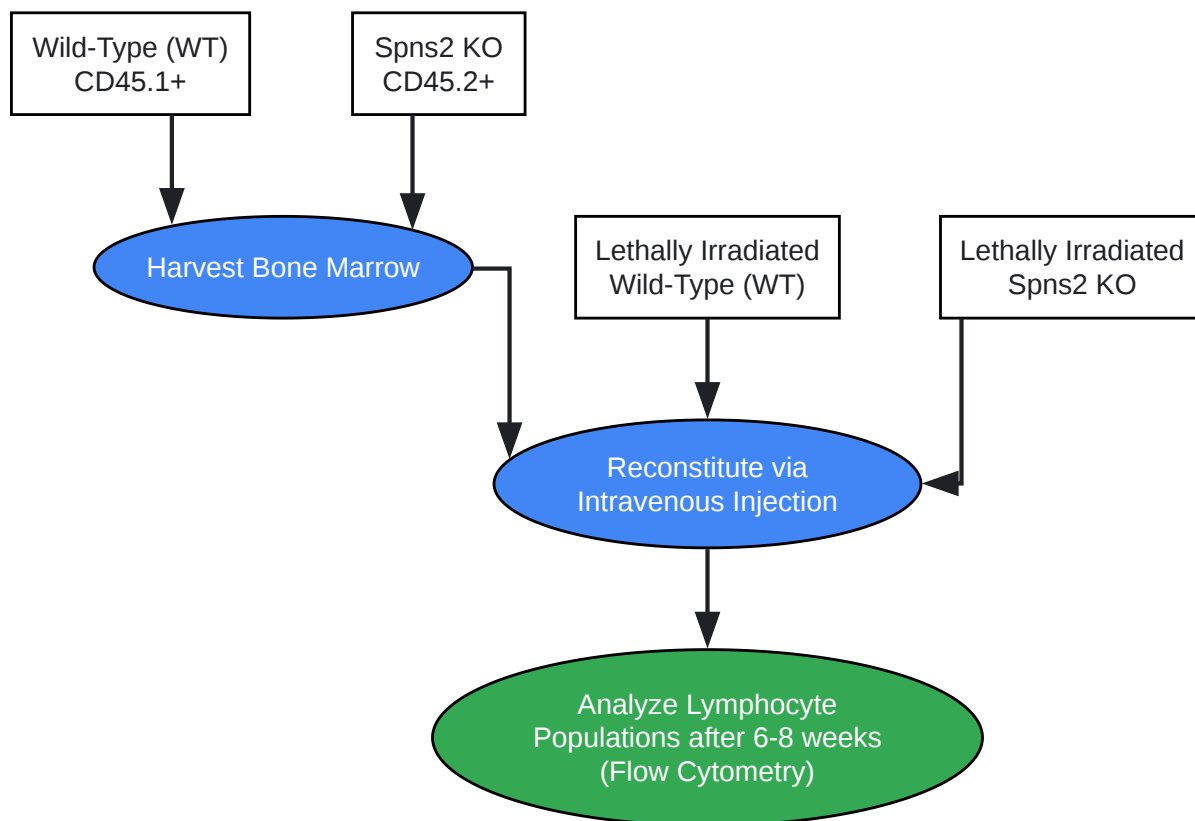 Wild-Type (WT)
CD45.1+
Spns2 KO
CD45.2+
Harvest Bone Marrow
Lethally Irradiated
Wild-Type (WT)
Lethally Irradiated
Spns2 KO
Reconstitute via
Intravenous Injection
Analyze Lymphocyte
Populations after 6-8 weeks
(Flow Cytometry)